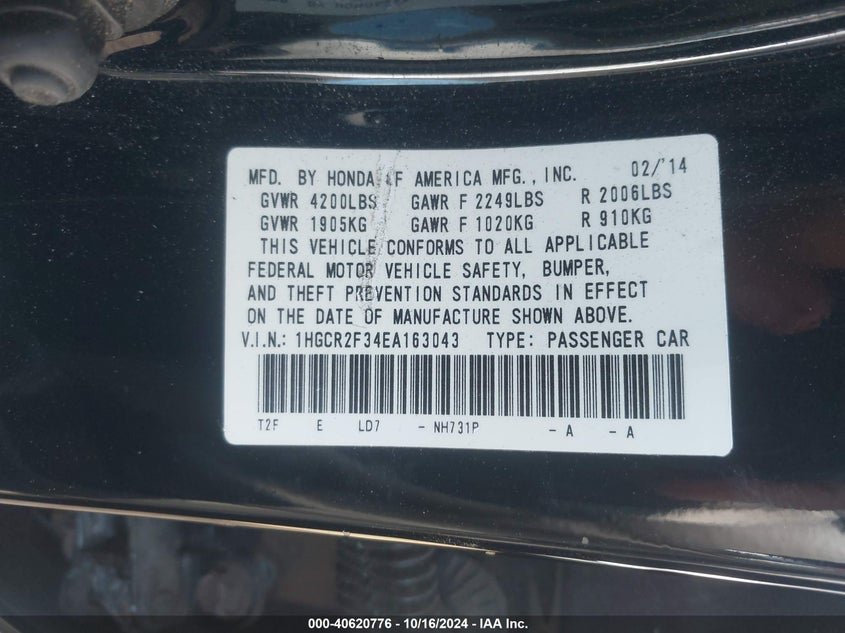 MFD. BY HONDA OF AMERICA MFG., INC. 02/'14
GVWR 4200LBS GAWR F 2249LBS R 2006LBS
GVWR 1905KG GAWR F 1020KG R 910KG
THIS VEHICLE CONFORMS TO ALL APPLICABLE
FEDERAL MOTOR VEHICLE SAFETY, BUMPER,
AND THEFT PREVENTION STANDARDS IN EFFECT
ON THE DATE OF MANUFACTURE SHOWN ABOVE.
V.I.N.: 1HGCR2F34EA163043 TYPE: PASSENGER CAR
T2F E LD7 - NH731P - A - A
000-40620776 - 10/16/2024 - IAA Inc.